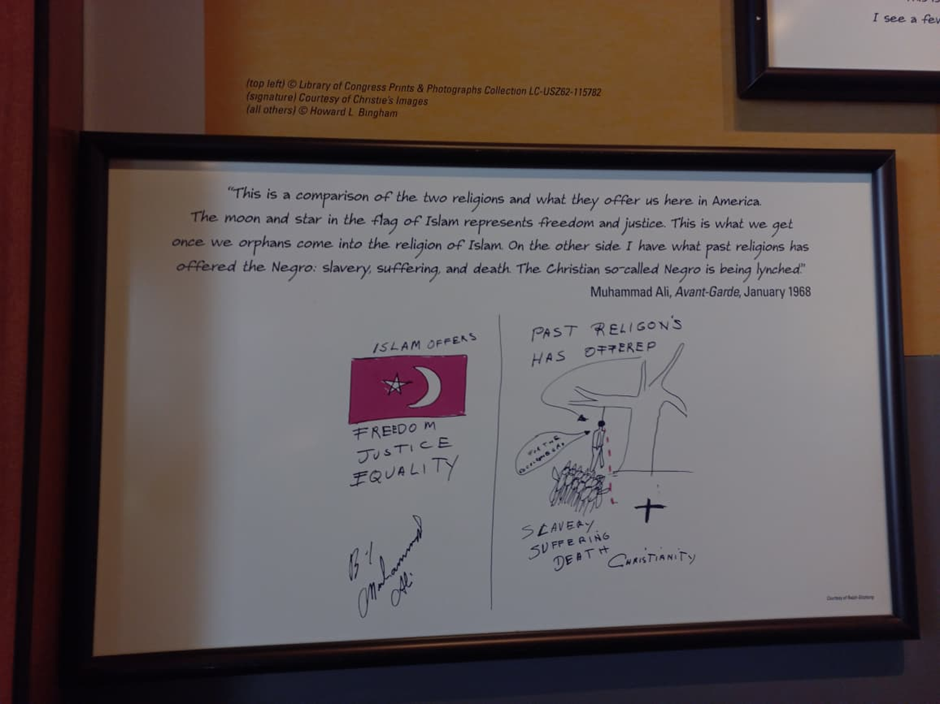 I see a few
(top left) © Library of Congress Prints & Photographs Collection LC-USZ62-115782
(signature) Courtesy of Christie's Images
(all others) © Howard L. Bingham
"This is a comparison of the two religions and what they offer us here in America.
The moon and star in the flag of Islam represents freedom and justice. This is what we get
once we orphans come into the religion of Islam. On the other side I have what past religions has
offered the Negro: slavery, suffering, and death. The Christian so-called Negro is being lynched."
Muhammad Ali, Avant-Garde, January 1968
ISLAM OFFERS
FREEDOM
JUSTICE
EQUALITY
By
Muhammad
Ali
PAST RELIGON'S
HAS OFFERED
SLAVERY
SUFFERING
DEATH
CHRISTIANITY
Courtesy of